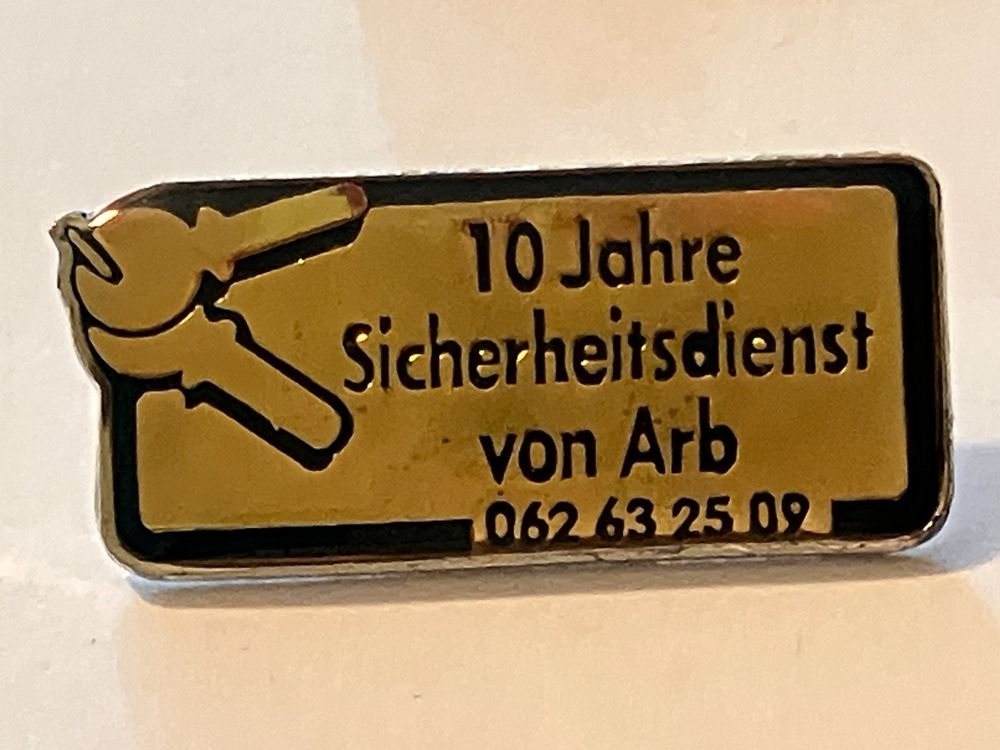 10 Jahre
Sicherheitsdienst
von Arb
062 63 25 09